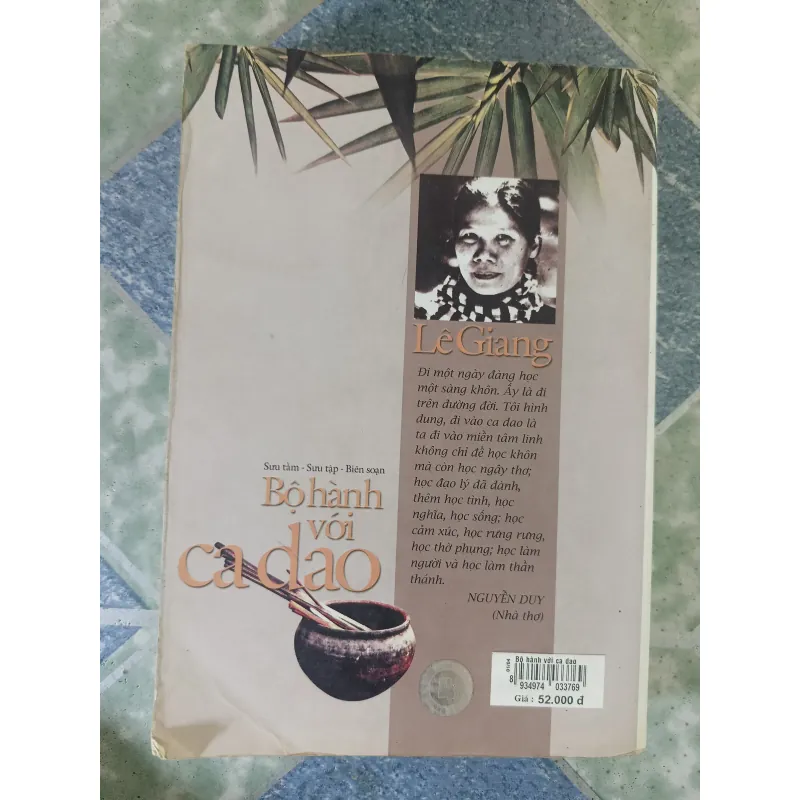 Lê Giang
Đi một ngày đàng học
một sàng khôn. Ấy là đi
trên đường đời. Tôi hình
dung, đi vào ca dao là
ta đi vào miền tâm linh
không chỉ để học khôn
mà còn học ngây thơ;
học đạo lý đã đành,
thêm học tình, học
nghĩa, học sống; học
cảm xúc, học rưng rưng,
học thờ phụng; học làm
người và học làm thần
thánh.
NGUYỄN DUY
(Nhà thơ)
Sưu tầm - Sưu tập - Biên soạn
Bộ hành
với
ca dao
Bộ hành với ca dao
8 934974 033769
Giá : 52.000 đ